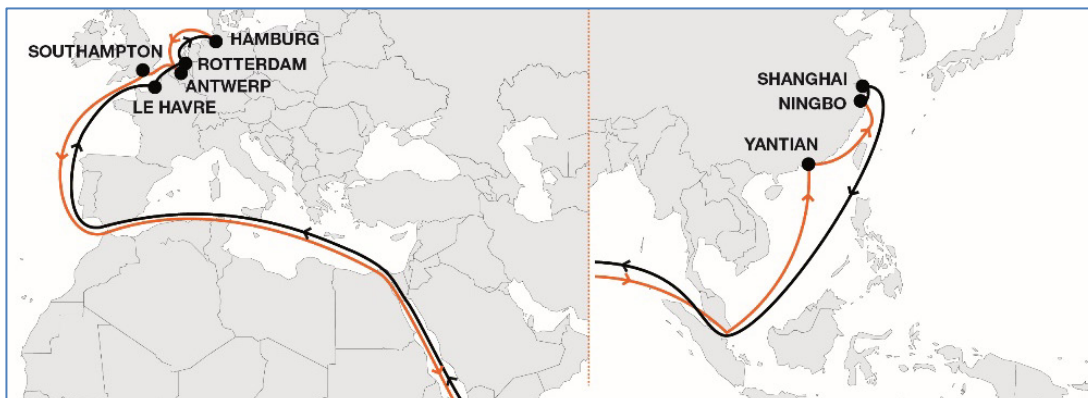 HAMBURG
SOUTHAMPTON
ROTTERDAM
ANTWERP
LE HAVRE
SHANGHAI
NINGBO
YANTIAN